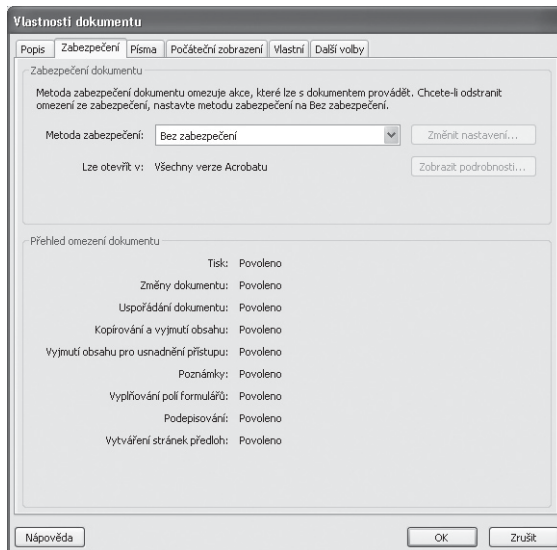 Vlastnosti dokumentu
Popis Zabezpečení Písma Počáteční zobrazení Vlastní Další volby
Zabezpečení dokumentu
Metoda zabezpečení dokumentu omezuje akce, které lze s dokumentem provádět. Chcete-li odstranit
omezení ze zabezpečení, nastavte metodu zabezpečení na Bez zabezpečení.
Metoda zabezpečení: Bez zabezpečení Změnit nastavení...
Lze otevřít v: Všechny verze Acrobatu Zobrazit podrobnosti...
Přehled omezení dokumentu
Tisk: Povoleno
Změny dokumentu: Povoleno
Uspořádání dokumentu: Povoleno
Kopírování a vyjmutí obsahu: Povoleno
Vyjmutí obsahu pro usnadnění přístupu: Povoleno
Poznámky: Povoleno
Vyplňování polí formulářů: Povoleno
Podepisování: Povoleno
Vytváření stránek předloh: Povoleno
Nápověda OK Zrušit